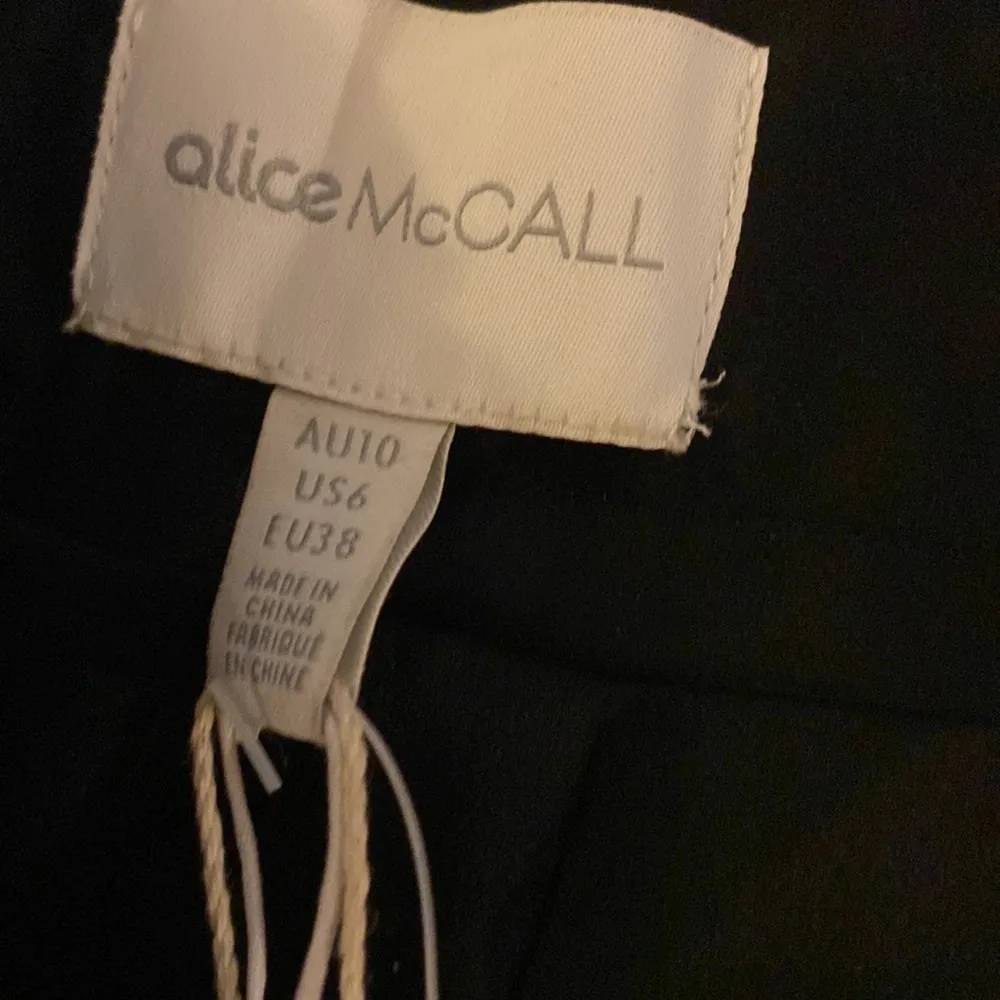 alice McCALL
AU10
US6
EU38
MADE IN
CHINA
FABRIQUÉ
EN CHINE